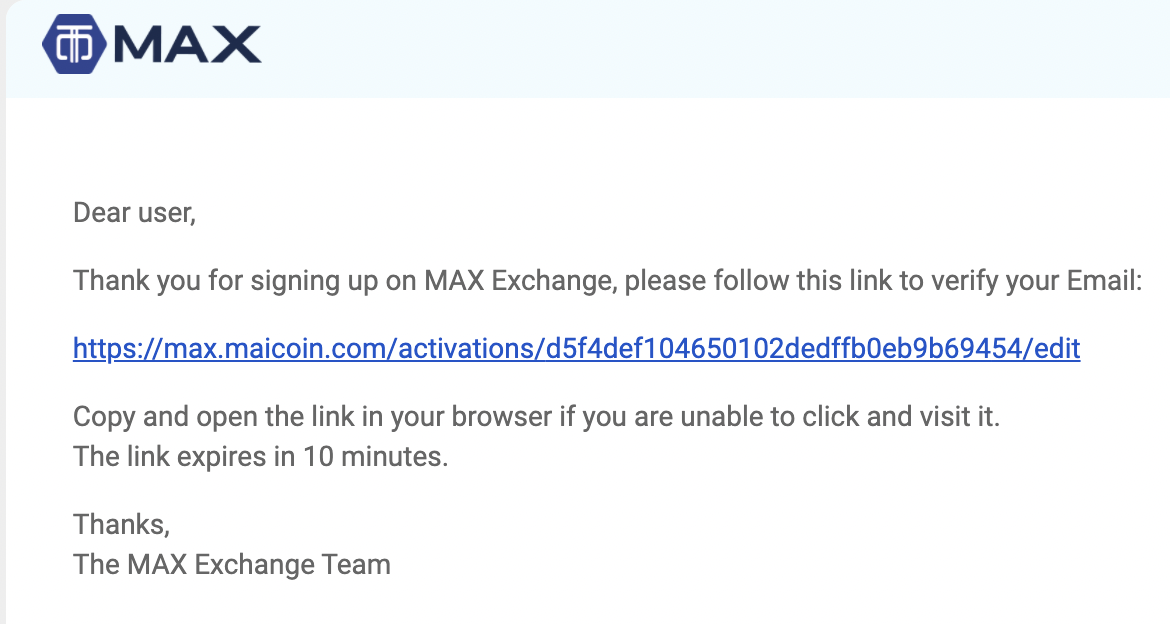 MAX
Dear user,
Thank you for signing up on MAX Exchange, please follow this link to verify your Email:
https://max.maicoin.com/activations/d5f4def104650102dedffb0eb9b69454/edit
Copy and open the link in your browser if you are unable to click and visit it.
The link expires in 10 minutes.
Thanks,
The MAX Exchange Team